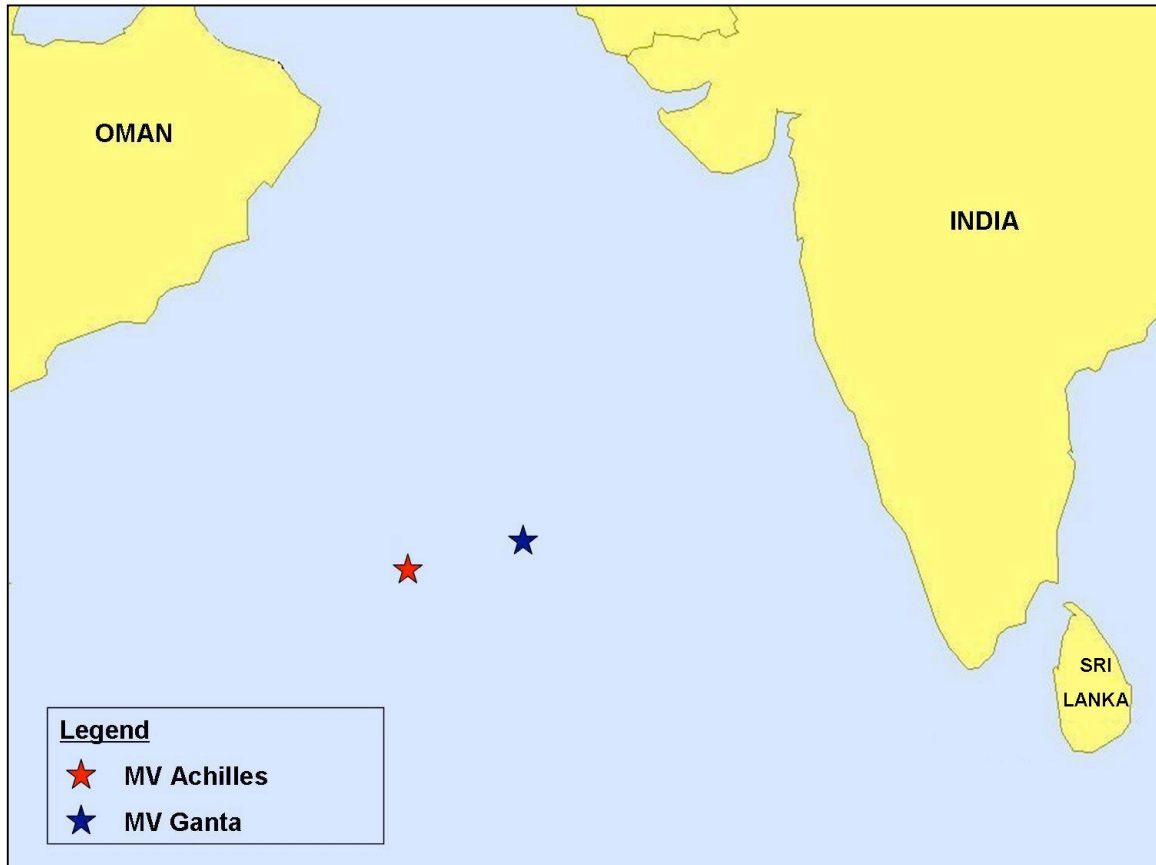 OMAN
INDIA
SRI
LANKA
Legend
MV Achilles
MV Ganta